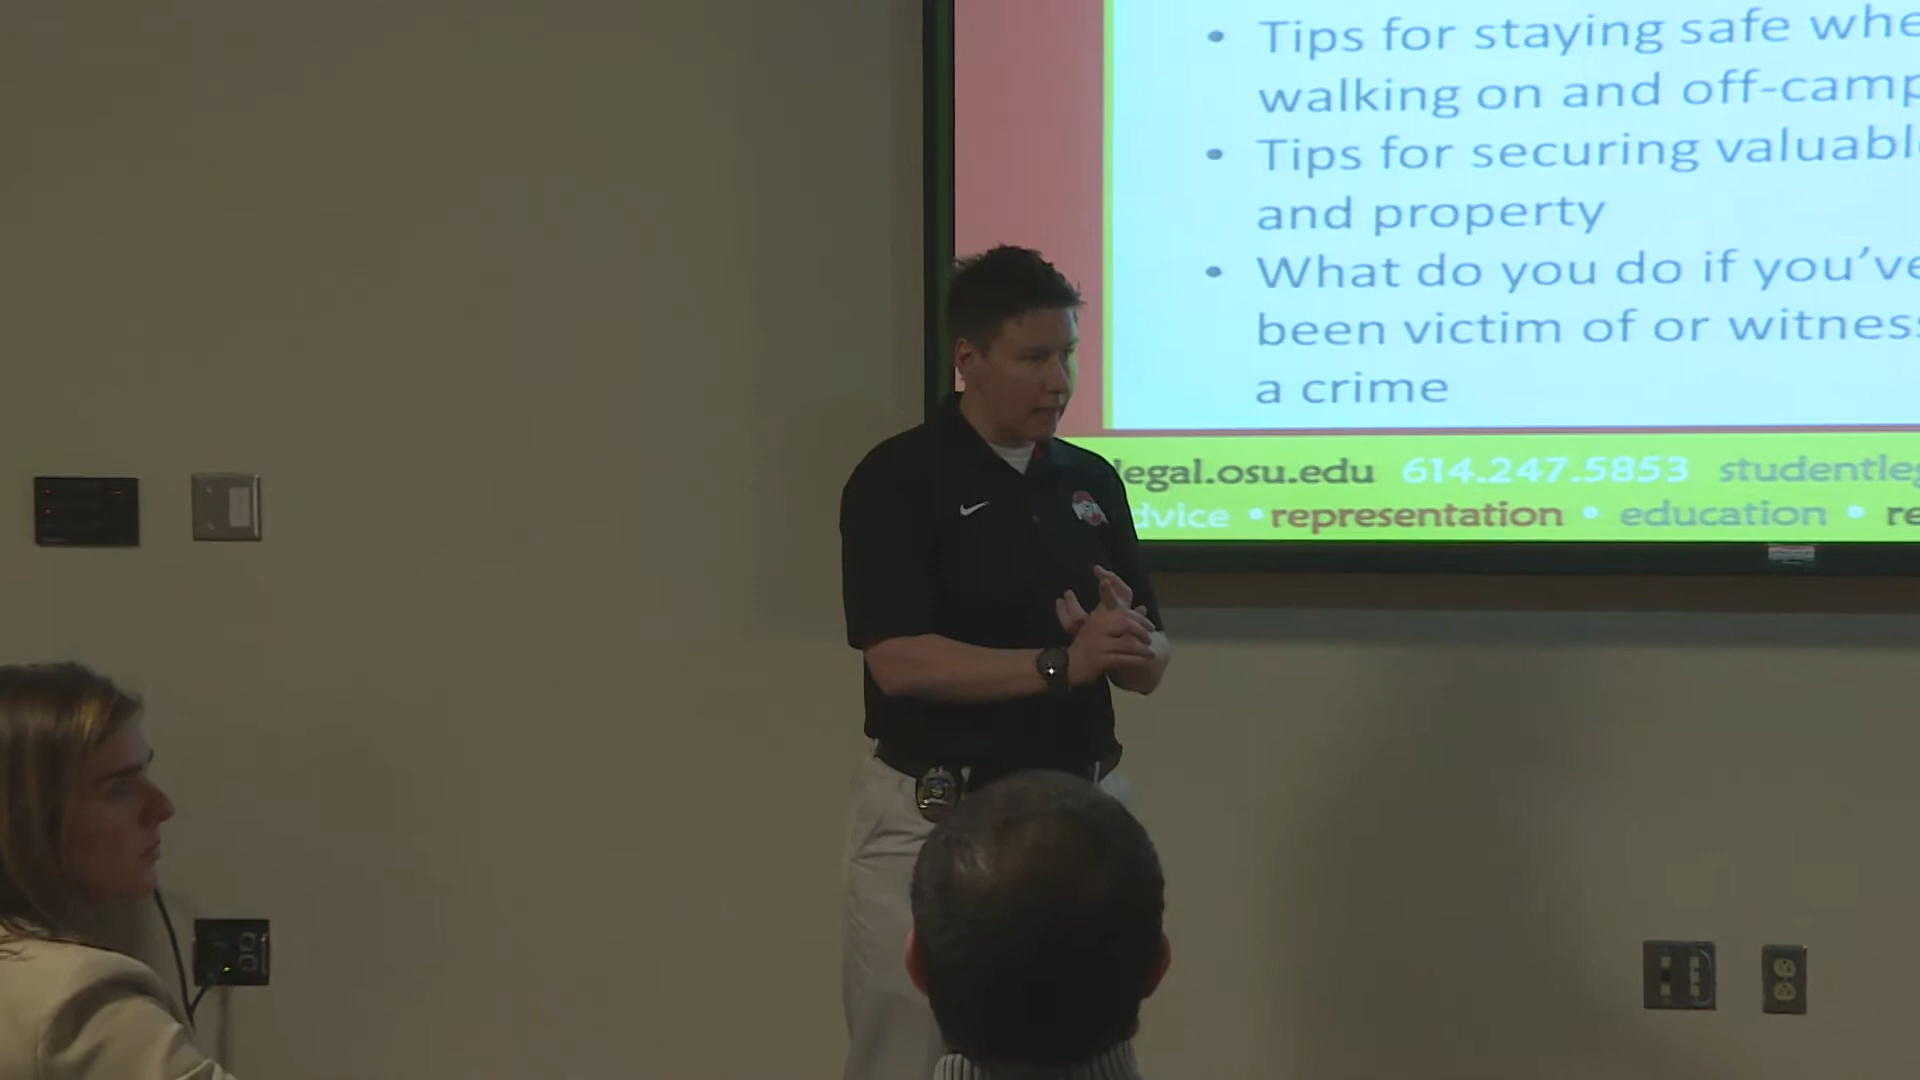 • Tips for staying safe whe
walking on and off-camp
• Tips for securing valuabl
and property
• What do you do if you've
been victim of or witness
a crime
legal.osu.edu 614.247.5853 studentleg
dvice • representation • education • re